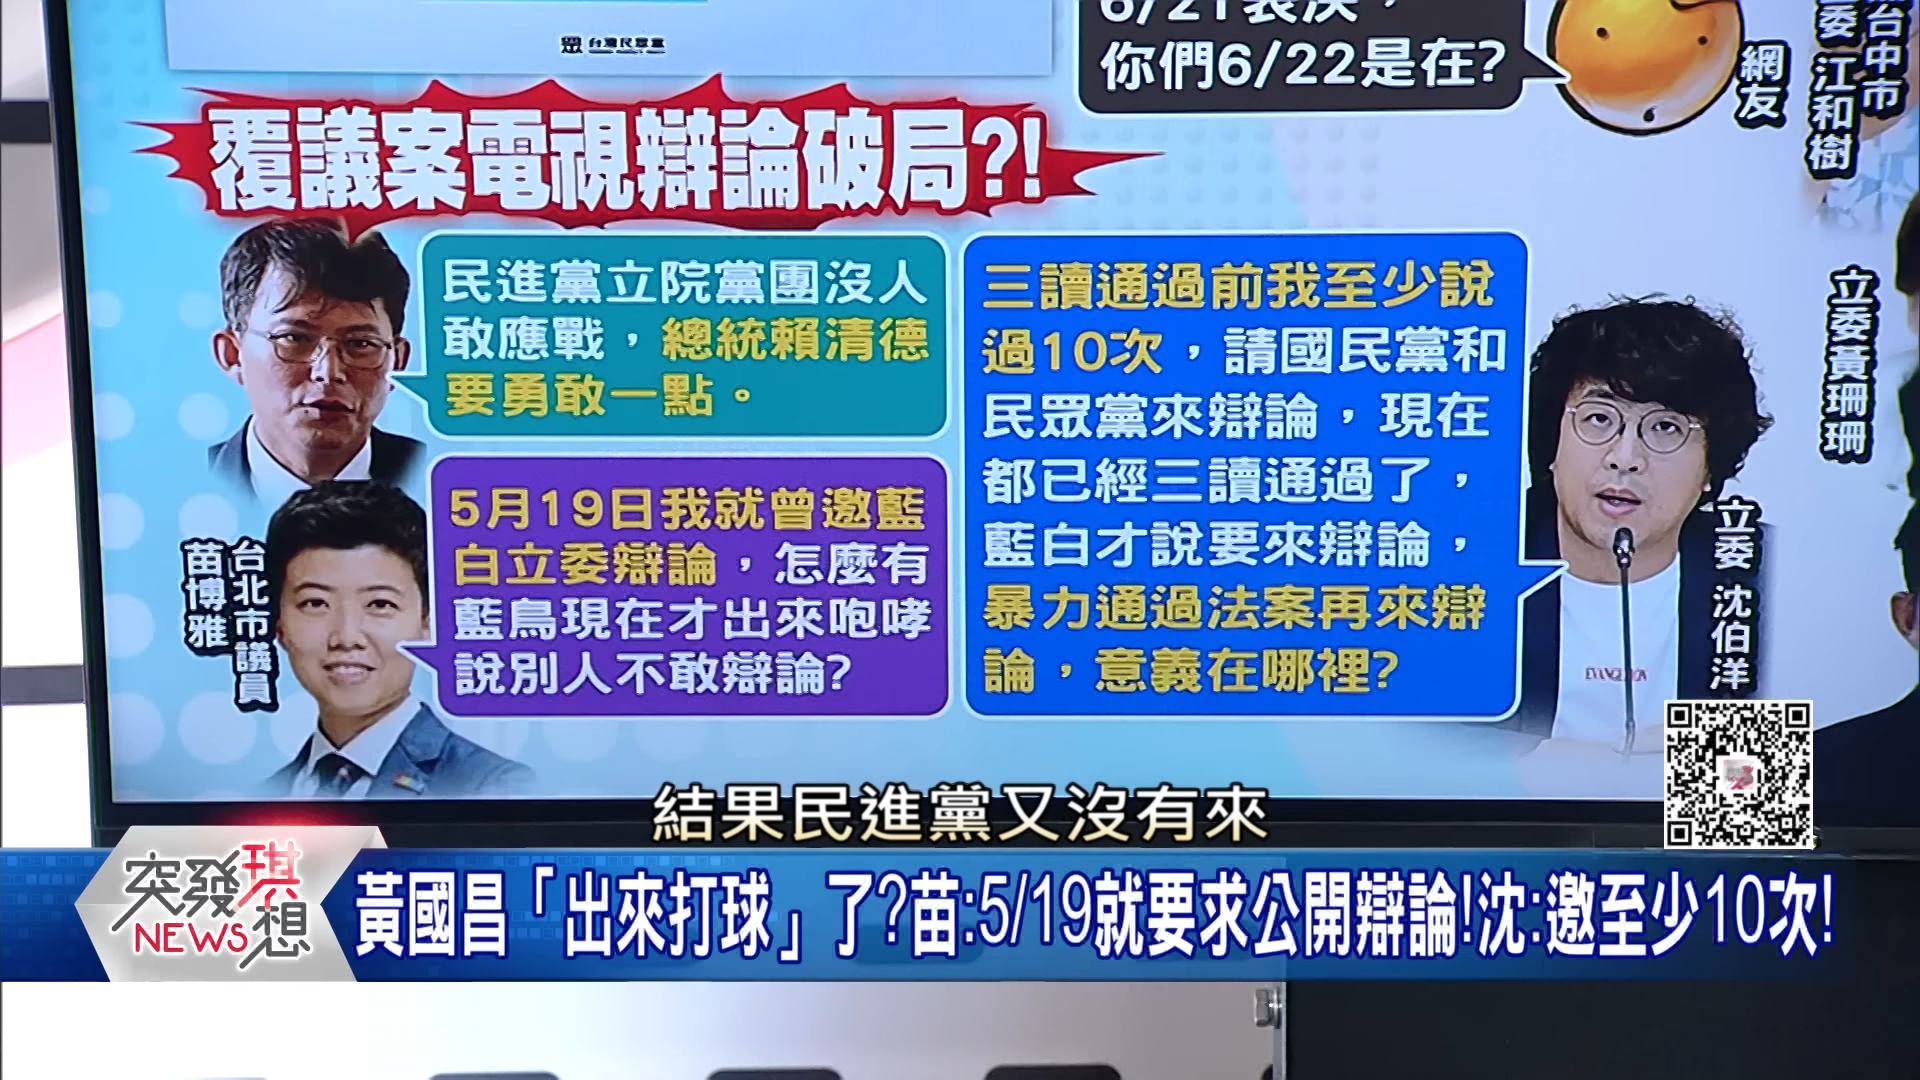 台灣民眾黨
6/21表決，
你們6/22是在?
網友
江和樹
覆議案電視辯論破局?!
民進黨立院黨團沒人
敢應戰，總統賴清德
要勇敢一點。
三讀通過前我至少說
過10次，請國民黨和
民眾黨來辯論，現在
都已經三讀通過了，
藍白才說要來辯論，
暴力通過法案再來辯
論，意義在哪裡?
立委黃珊珊
5月19日我就曾邀藍
白立委辯論，怎麼有
藍鳥現在才出來咆哮
說別人不敢辯論?
台北市議員
苗博雅
立委 沈伯洋
EVANGELION
結果民進黨又沒有來
突發琪想
NEWS
黃國昌「出來打球」了?苗:5/19就要求公開辯論!沈:邀至少10次!